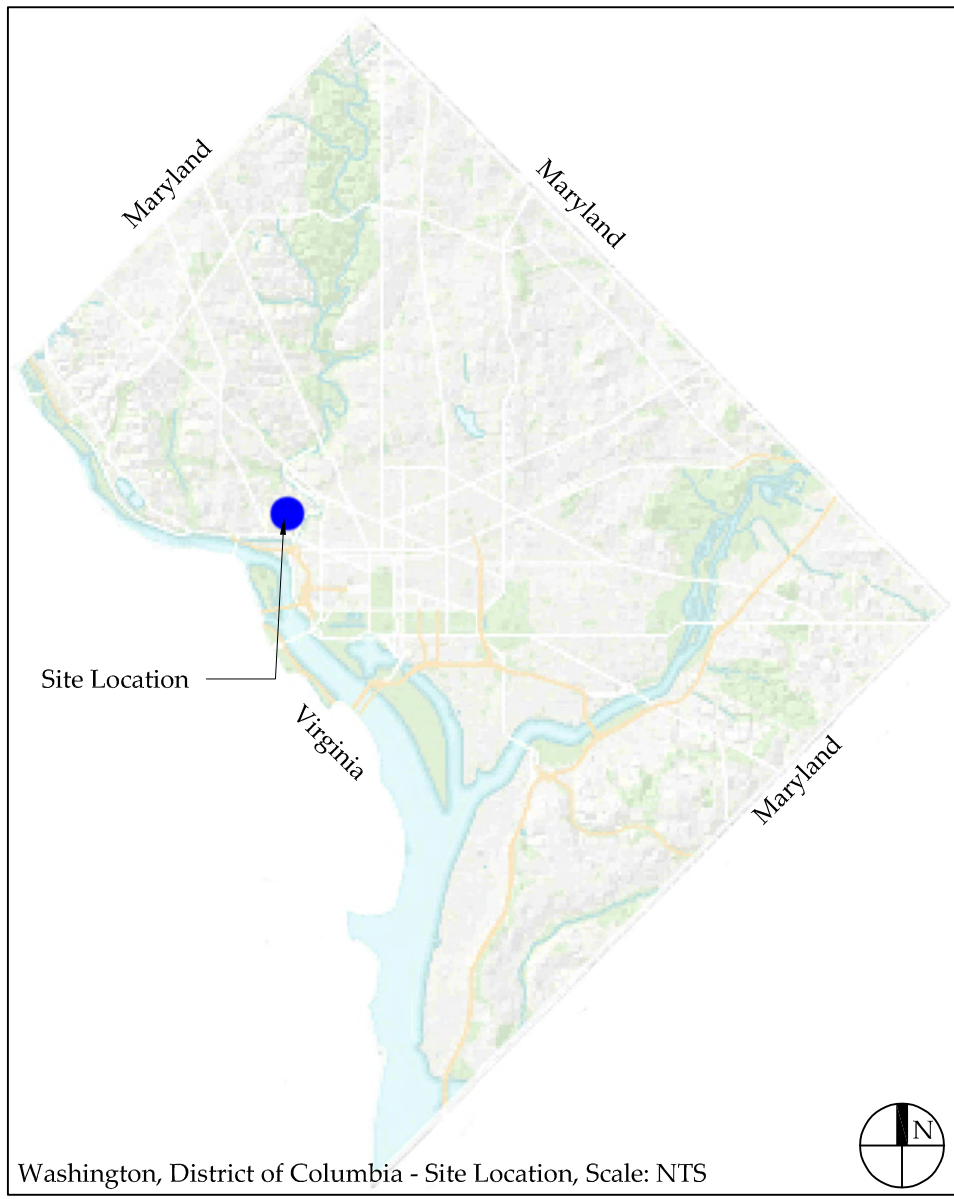 Maryland
Maryland
Site Location
Virginia
Maryland
N
Washington, District of Columbia - Site Location, Scale: NTS